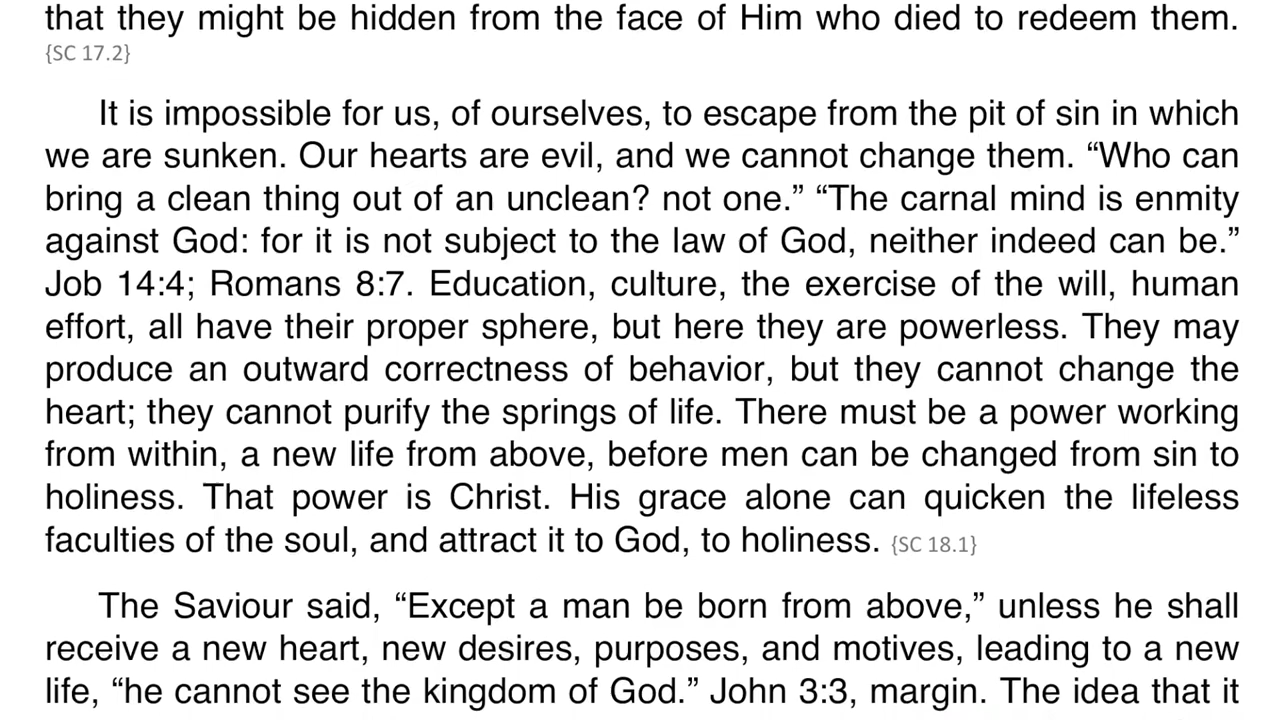 that they might be hidden from the face of Him who died to redeem them.
{SC 17.2}
It is impossible for us, of ourselves, to escape from the pit of sin in which
we are sunken. Our hearts are evil, and we cannot change them. “Who can
bring a clean thing out of an unclean? not one.” “The carnal mind is enmity
against God: for it is not subject to the law of God, neither indeed can be.”
Job 14:4; Romans 8:7. Education, culture, the exercise of the will, human
effort, all have their proper sphere, but here they are powerless. They may
produce an outward correctness of behavior, but they cannot change the
heart; they cannot purify the springs of life. There must be a power working
from within, a new life from above, before men can be changed from sin to
holiness. That power is Christ. His grace alone can quicken the lifeless
faculties of the soul, and attract it to God, to holiness. {SC 18.1}
The Saviour said, “Except a man be born from above,” unless he shall
receive a new heart, new desires, purposes, and motives, leading to a new
life, “he cannot see the kingdom of God.” John 3:3, margin. The idea that it